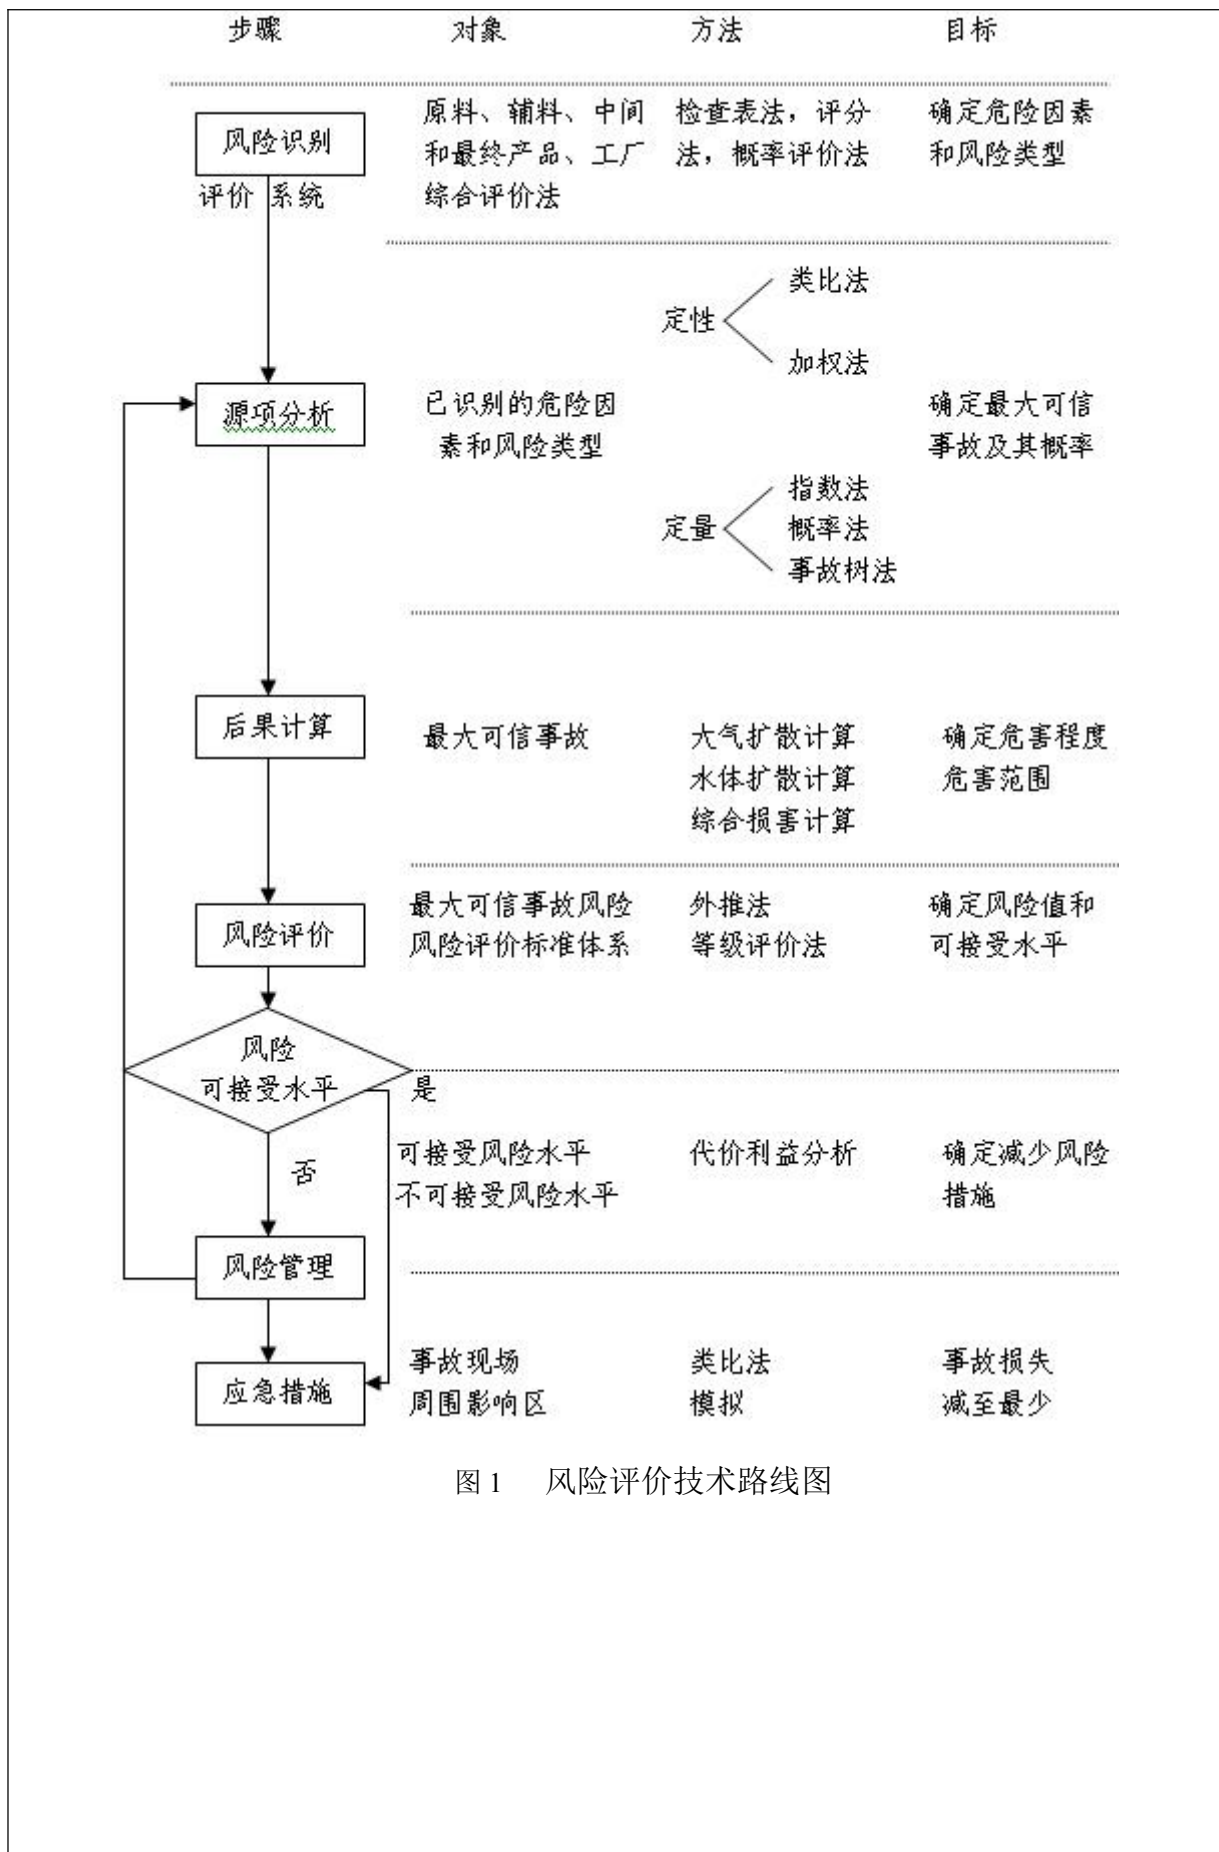 步骤 对象 方法 目标
风险识别 原料、辅料、中间 检查表法，评分 确定危险因素
和最终产品、工厂 法，概率评价法 和风险类型
评价 系统 综合评价法
类比法
定性
加权法
源项分析 已识别的危险因 确定最大可信
素和风险类型 事故及其概率
指数法
定量 概率法
事故树法
后果计算 最大可信事故 大气扩散计算 确定危害程度
水体扩散计算 危害范围
综合损害计算
风险评价 最大可信事故风险 外推法 确定风险值和
风险评价标准体系 等级评价法 可接受水平
风险
可接受水平 是
否 可接受风险水平 代价利益分析 确定减少风险
不可接受风险水平 措施
风险管理
应急措施 事故现场 类比法 事故损失
周围影响区 模拟 减至最少
图 1 风险评价技术路线图